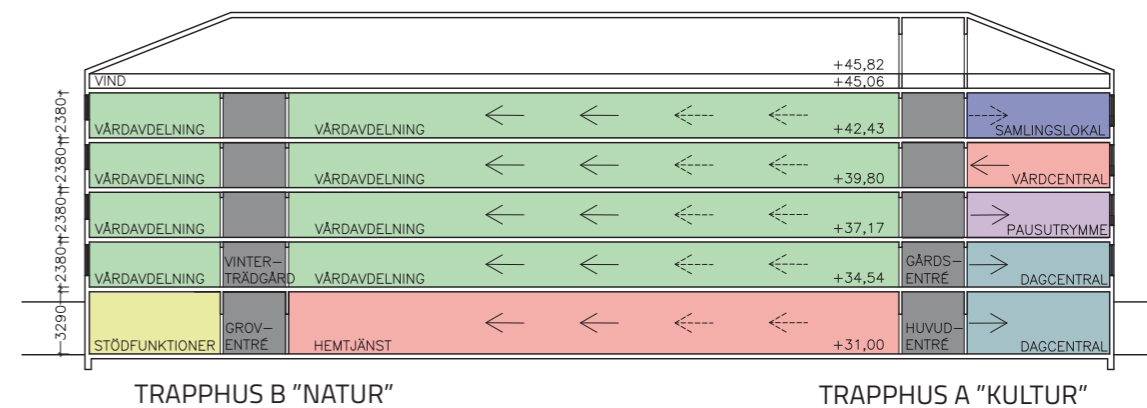 +45,82
VIND
+45,06
2380
VÅRDAVDELNING
VÅRDAVDELNING
+42,43
SAMLINGSLOKAL
2380
VÅRDAVDELNING
VÅRDAVDELNING
+39,80
VÅRDCENTRAL
2380
VÅRDAVDELNING
VÅRDAVDELNING
+37,17
PAUSUTRYMME
2380
VÅRDAVDELNING
VINTER-
TRÄDGÅRD
VÅRDAVDELNING
+34,54
GÅRDS-
ENTRÉ
DAGCENTRAL
3290
STÖDFUNKTIONER
GROV-
ENTRÉ
HEMTJÄNST
+31,00
HUVUD-
ENTRÉ
DAGCENTRAL
TRAPPHUS B ”NATUR”
TRAPPHUS A ”KULTUR”